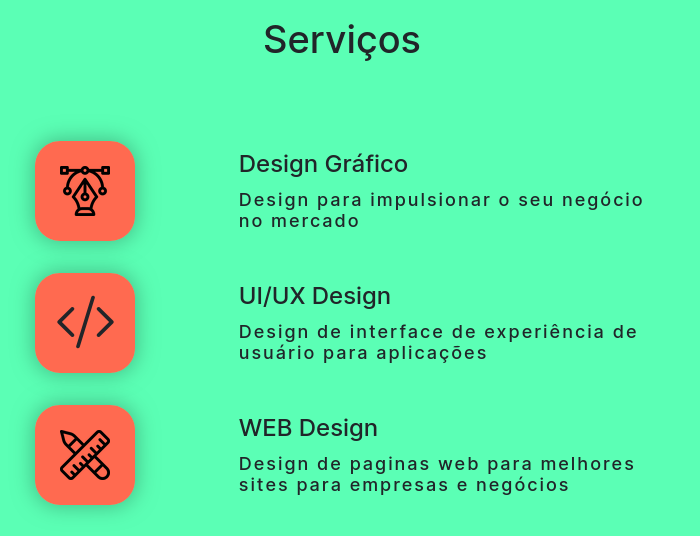 Serviços
Design Gráfico
Design para impulsionar o seu negócio
no mercado
UI/UX Design
Design de interface de experiência de
usuário para aplicações
WEB Design
Design de paginas web para melhores
sites para empresas e negócios